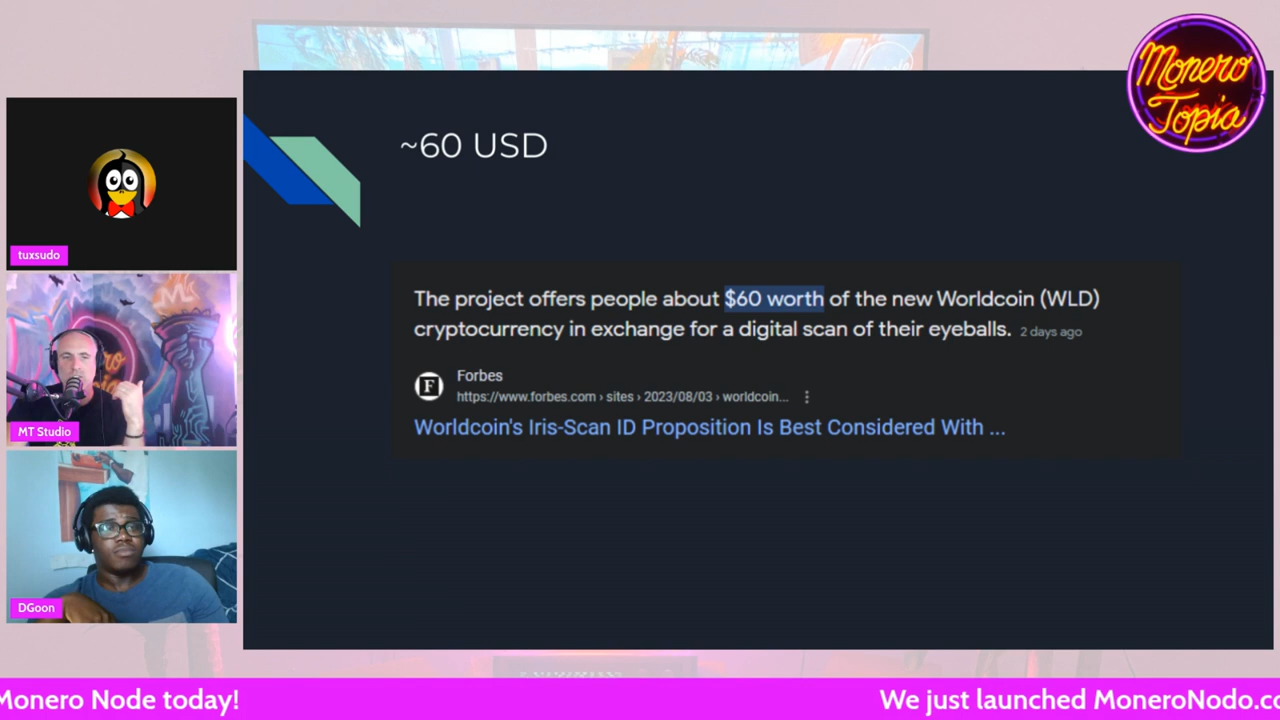 Monero
Topia
~60 USD
tuxsudo
The project offers people about $60 worth of the new Worldcoin (WLD)
cryptocurrency in exchange for a digital scan of their eyeballs. 2 days ago
Forbes
https://www.forbes.com › sites › 2023/08/03 › worldcoin...
Worldcoin's Iris-Scan ID Proposition Is Best Considered With ...
MT Studio
DGoon
Monero Node today!
We just launched MoneroNodo.co